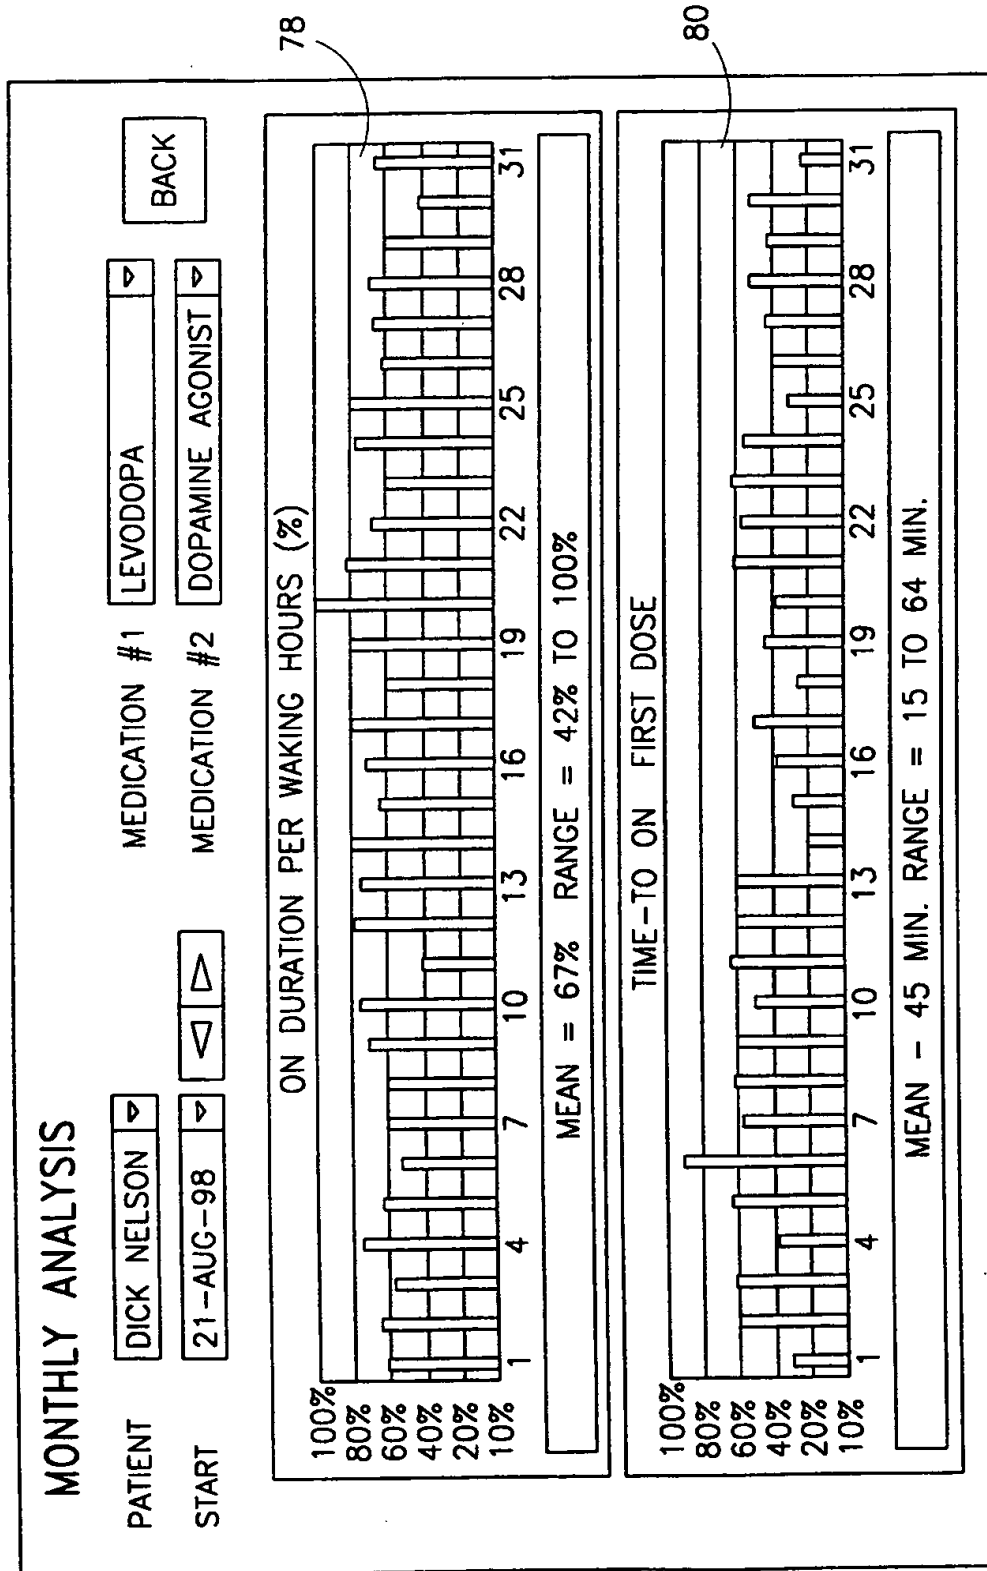 MONTHLY ANALYSIS
PATIENT DICK NELSON MEDICATION #1 LEVODOPA BACK
START 21-AUG-98 MEDICATION #2 DOPAMINE AGONIST
ON DURATION PER WAKING HOURS (%)
78
100%
80%
60%
40%
20%
10%
1 4 7 10 13 16 19 22 25 28 31
MEAN = 67% RANGE = 42% TO 100%
TIME-TO ON FIRST DOSE
80
100%
80%
60%
40%
20%
10%
1 4 7 10 13 16 19 22 25 28 31
MEAN - 45 MIN. RANGE = 15 TO 64 MIN.